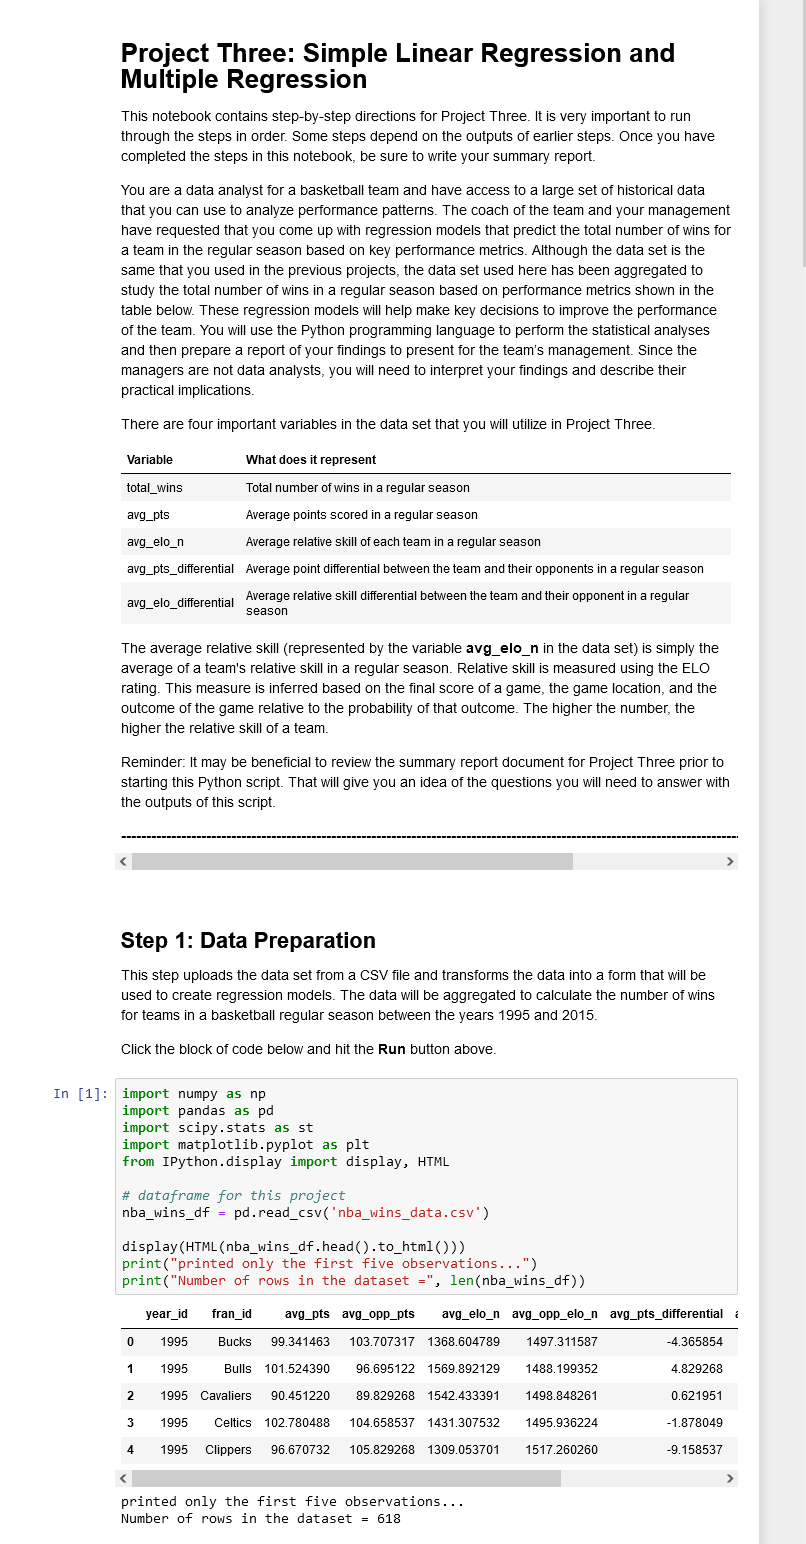 Project Three: Simple Linear Regression and
Multiple Regression
This notebook contains step-by-step directions for Project Three. It is very important to run
through the steps in order. Some steps depend on the outputs of earlier steps. Once you have
completed the steps in this notebook, be sure to write your summary report.
You are a data analyst for a basketball team and have access to a large set of historical data
that you can use to analyze performance patterns. The coach of the team and your management
have requested that you come up with regression models that predict the total number of wins for
a team in the regular season based on key performance metrics. Although the data set is the
same that you used in the previous projects, the data set used here has been aggregated to
study the total number of wins in a regular season based on performance metrics shown in the
table below. These regression models will help make key decisions to improve the performance
of the team. You will use the Python programming language to perform the statistical analyses
and then prepare a report of your findings to present for the team's management. Since the
managers are not data analysts, you will need to interpret your findings and describe their
practical implications.
There are four important variables in the data set that you will utilize in Project Three.
Variable What does it represent
total_wins Total number of wins in a regular season
avg_pts Average points scored in a regular season
avg_elo_n Average relative skill of each team in a regular season
avg_pts_differential Average point differential between the team and their opponents in a regular season
avg_elo_differential Average relative skill differential between the team and their opponent in a regular
season
The average relative skill (represented by the variable avg_elo_n in the data set) is simply the
average of a team's relative skill in a regular season. Relative skill is measured using the ELO
rating. This measure is inferred based on the final score of a game, the game location, and the
outcome of the game relative to the probability of that outcome. The higher the number, the
higher the relative skill of a team.
Reminder: It may be beneficial to review the summary report document for Project Three prior to
starting this Python script. That will give you an idea of the questions you will need to answer with
the outputs of this script.
Step 1: Data Preparation
This step uploads the data set from a CSV file and transforms the data into a form that will be
used to create regression models. The data will be aggregated to calculate the number of wins
for teams in a basketball regular season between the years 1995 and 2015.
Click the block of code below and hit the Run button above.
In [1]: import numpy as np
import pandas as pd
import scipy.stats as st
import matplotlib.pyplot as plt
from IPython.display import display, HTML
# dataframe for this project
nba_wins_df = pd.read_csv('nba_wins_data.csv')
display(HTML(nba_wins_df.head().to_html()))
print("printed only the first five observations...")
print("Number of rows in the dataset =", len(nba_wins_df))
year_id fran_id avg_pts avg_opp_pts avg_elo_n avg_opp_elo_n avg_pts_differential
0 1995 Bucks 99.341463 103.707317 1368.604789 1497.311587 -4.365854
1 1995 Bulls 101.524390 96.695122 1569.892129 1488.199352 4.829268
2 1995 Cavaliers 90.451220 89.829268 1542.433391 1498.848261 0.621951
3 1995 Celtics 102.780488 104.658537 1431.307532 1495.936224 -1.878049
4 1995 Clippers 96.670732 105.829268 1309.053701 1517.260260 -9.158537
printed only the first five observations...
Number of rows in the dataset = 618